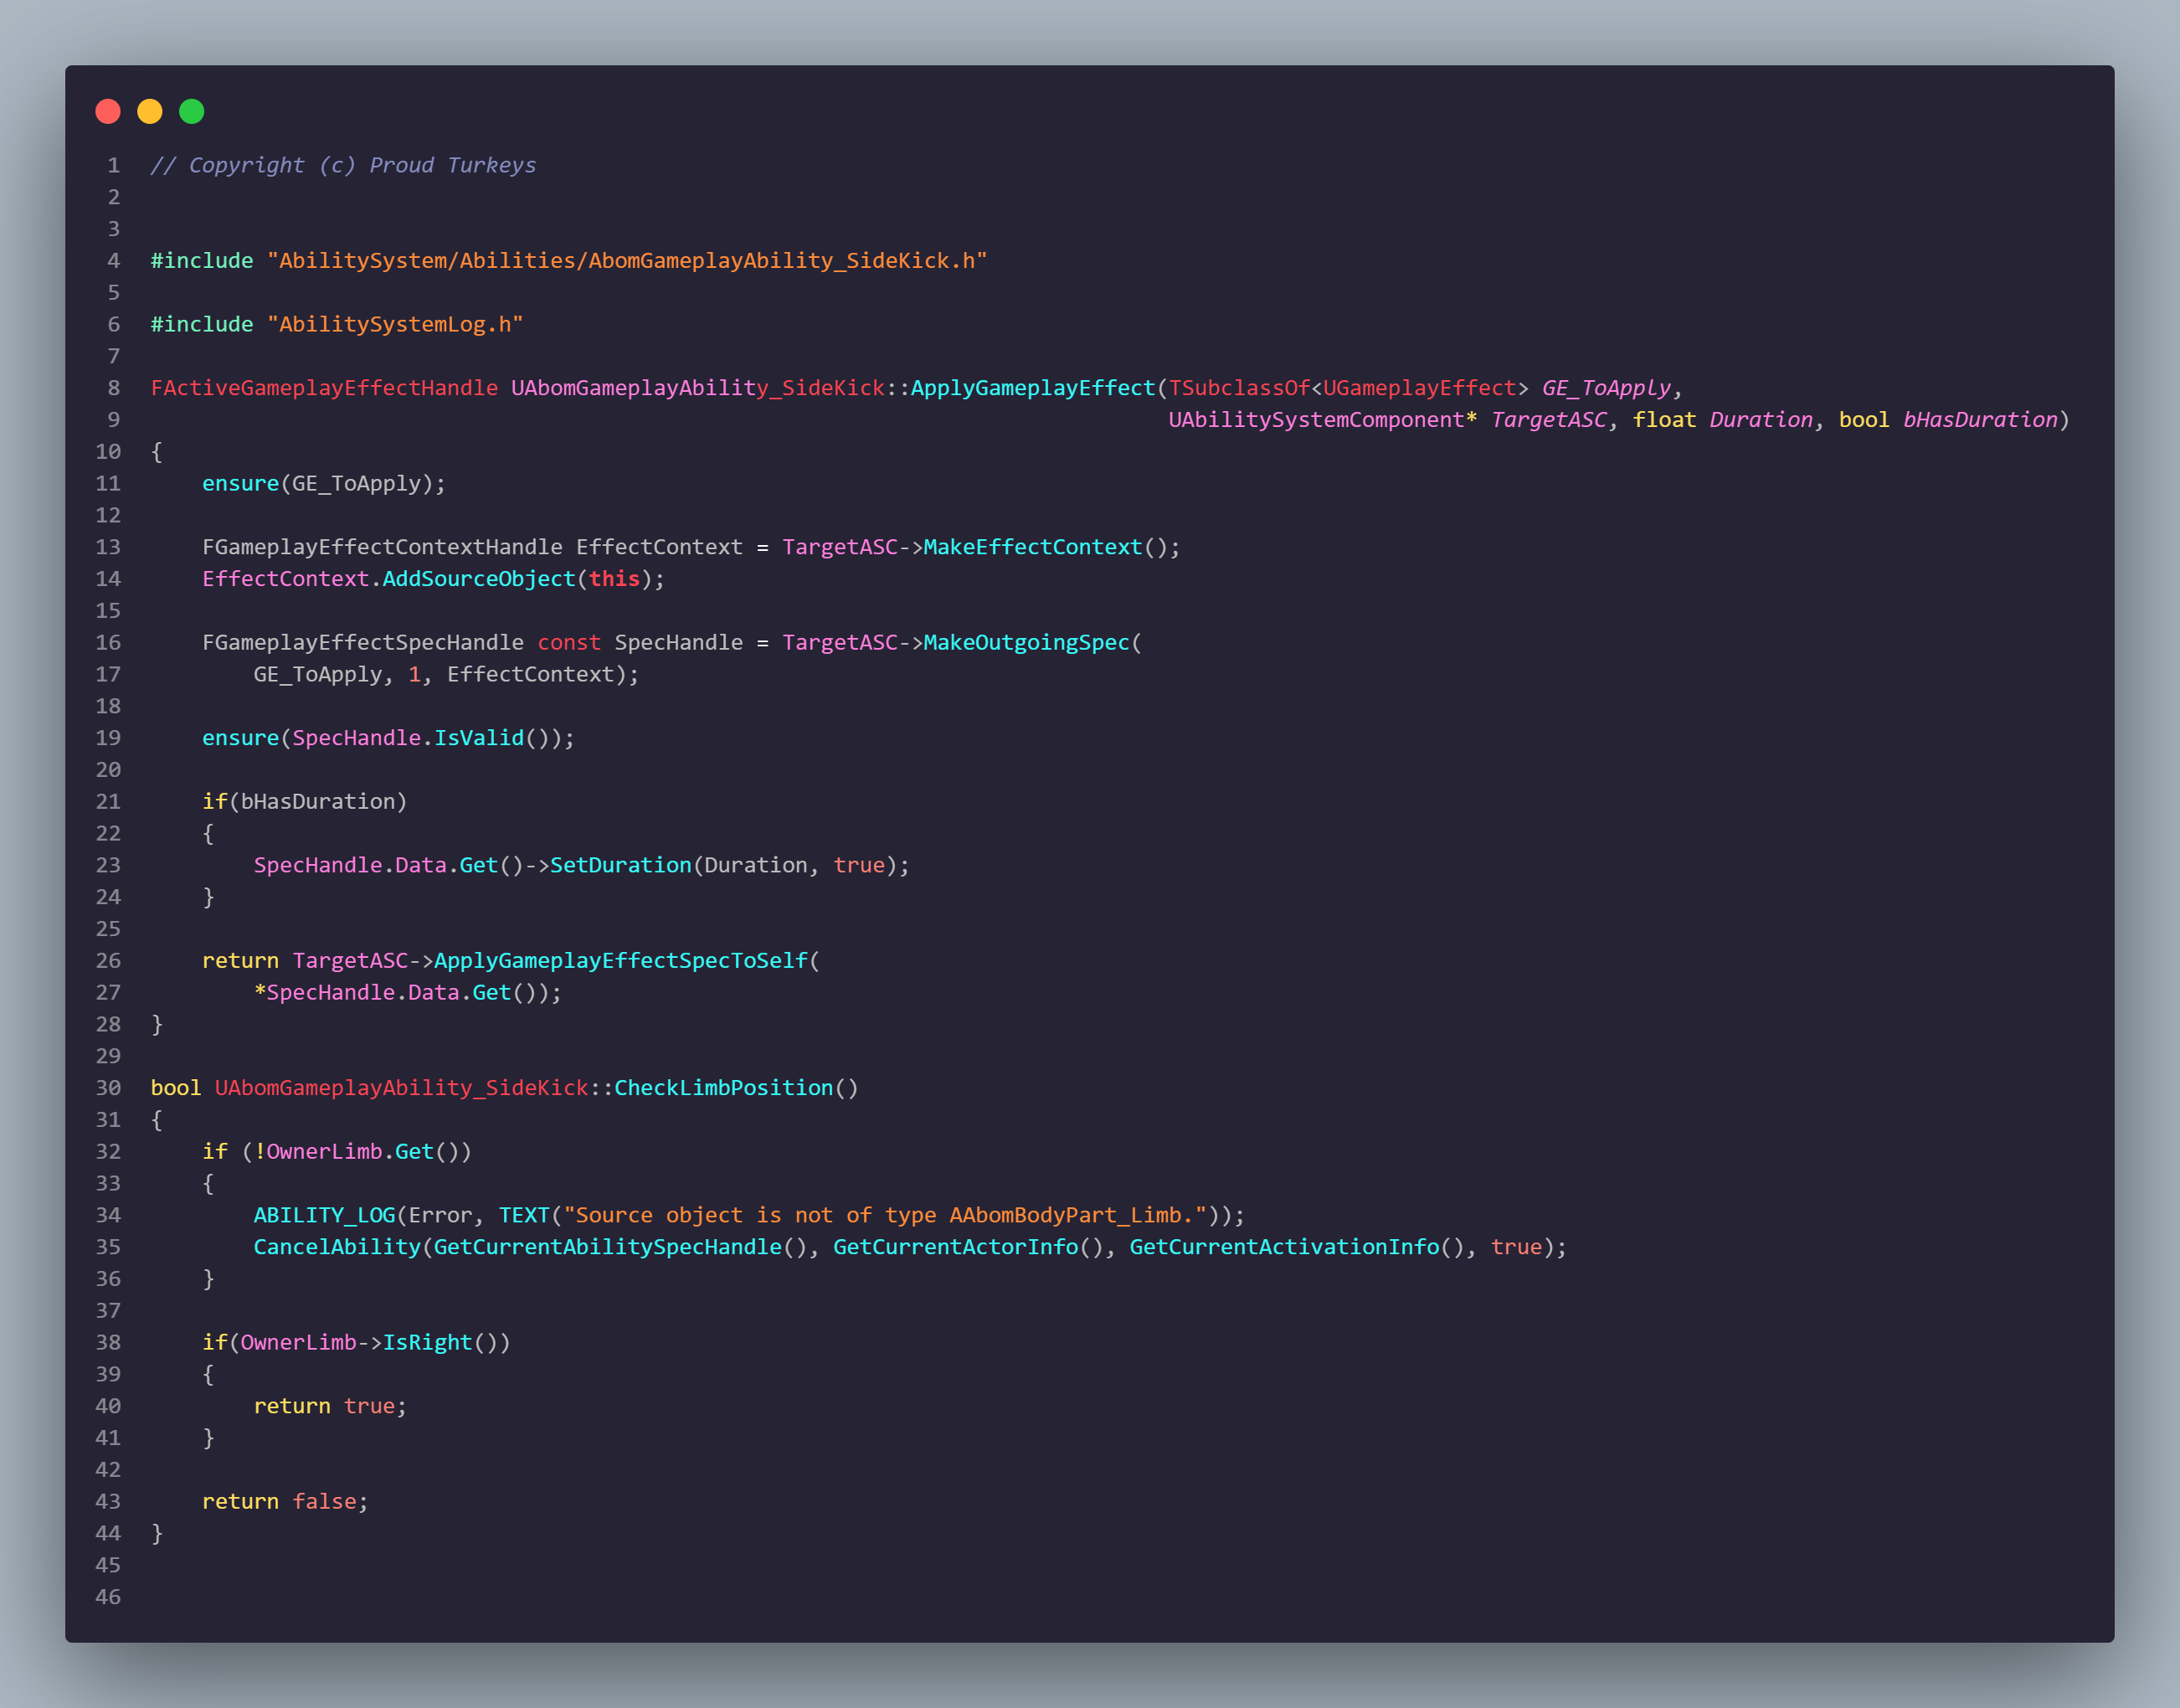 1 // Copyright (c) Proud Turkeys
2
3
4 #include "AbilitySystem/Abilities/AbomGameplayAbility_SideKick.h"
5
6 #include "AbilitySystemLog.h"
7
8 FActiveGameplayEffectHandle UAbomGameplayAbility_SideKick::ApplyGameplayEffect(TSubclassOf<UGameplayEffect> GE_ToApply,
9                                                                                UAbilitySystemComponent* TargetASC, float Duration, bool bHasDuration)
10 {
11     ensure(GE_ToApply);
12
13     FGameplayEffectContextHandle EffectContext = TargetASC->MakeEffectContext();
14     EffectContext.AddSourceObject(this);
15
16     FGameplayEffectSpecHandle const SpecHandle = TargetASC->MakeOutgoingSpec(
17         GE_ToApply, 1, EffectContext);
18
19     ensure(SpecHandle.IsValid());
20
21     if(bHasDuration)
22     {
23         SpecHandle.Data.Get()->SetDuration(Duration, true);
24     }
25
26     return TargetASC->ApplyGameplayEffectSpecToSelf(
27         *SpecHandle.Data.Get());
28 }
29
30 bool UAbomGameplayAbility_SideKick::CheckLimbPosition()
31 {
32     if (!OwnerLimb.Get())
33     {
34         ABILITY_LOG(Error, TEXT("Source object is not of type AAbomBodyPart_Limb."));
35         CancelAbility(GetCurrentAbilitySpecHandle(), GetCurrentActorInfo(), GetCurrentActivationInfo(), true);
36     }
37
38     if(OwnerLimb->IsRight())
39     {
40         return true;
41     }
42
43     return false;
44 }
45
46